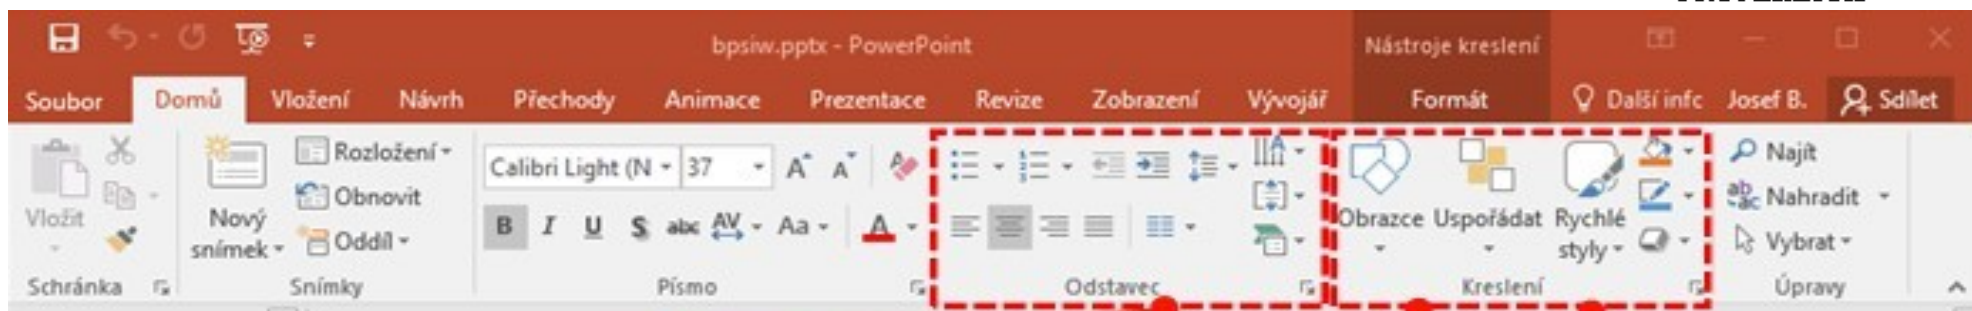 bpsiw.pptx - PowerPoint
Nástroje kreslení
Soubor Domů Vložení Návrh Přechody Animace Prezentace Revize Zobrazení Vývojář Formát Další infc Josef B. Sdílet
Vložit
Nový snímek
Rozložení
Obnovit
Oddíl
Calibri Light (N 37 A A
B I U S abc AV Aa A
Obrazce Uspořádat Rychlé styly
Najít
Nahradit
Vybrat
Schránka Snímky Písmo Odstavec Kreslení Úpravy